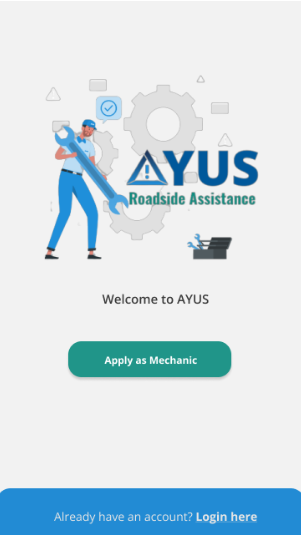 AYUS
Roadside Assistance
Welcome to AYUS
Apply as Mechanic
Already have an account? Login here